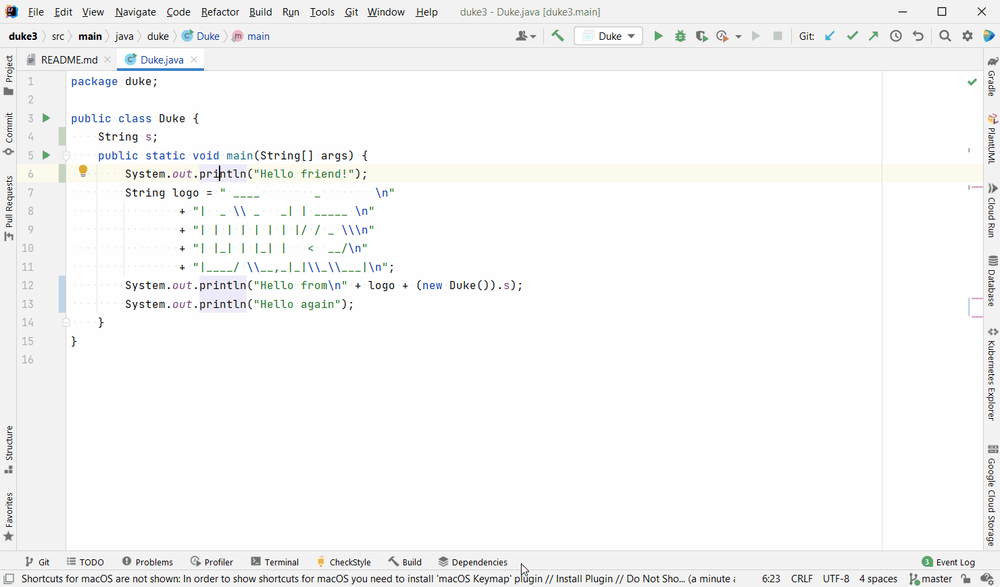 File Edit View Navigate Code Refactor Build Run Tools Git Window Help duke3 - Duke.java [duke3.main]
duke3 src main java duke C Duke m main Duke Git:
README.md C Duke.java
Project
Commit
Pull Requests
Structure
Favorites
1 package duke;
2
3 public class Duke {
4 String s;
5 public static void main(String[] args) {
6 System.out.println("Hello friend!");
7 String logo = " ____        _        \n"
8 + "|  _ \\ _   _| | _____ \n"
9 + "| | | | | | | |/ / _ \\\n"
10 + "| |_| | |_| |   <  __/\n"
11 + "|____/ \\__,_|_|\\_\\___|\n";
12 System.out.println("Hello from\n" + logo + (new Duke()).s);
13 System.out.println("Hello again");
14 }
15 }
16
Gradle
PlantUML
Cloud Run
Database
Kubernetes Explorer
Google Cloud Storage
Git TODO Problems Profiler Terminal CheckStyle Build Dependencies 3 Event Log
Shortcuts for macOS are not shown: In order to show shortcuts for macOS you need to install 'macOS Keymap' plugin // Install Plugin // Do Not Sho... (a minute a 6:23 CRLF UTF-8 4 spaces master